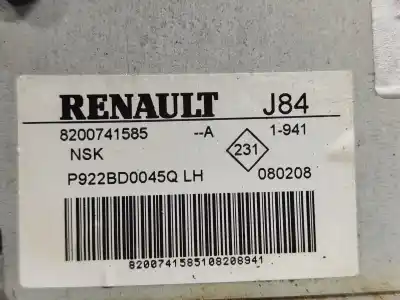 RENAULT J84
8200741585 --A 1-941
NSK 231
P922BD0045Q LH 080208
8200741585108208941